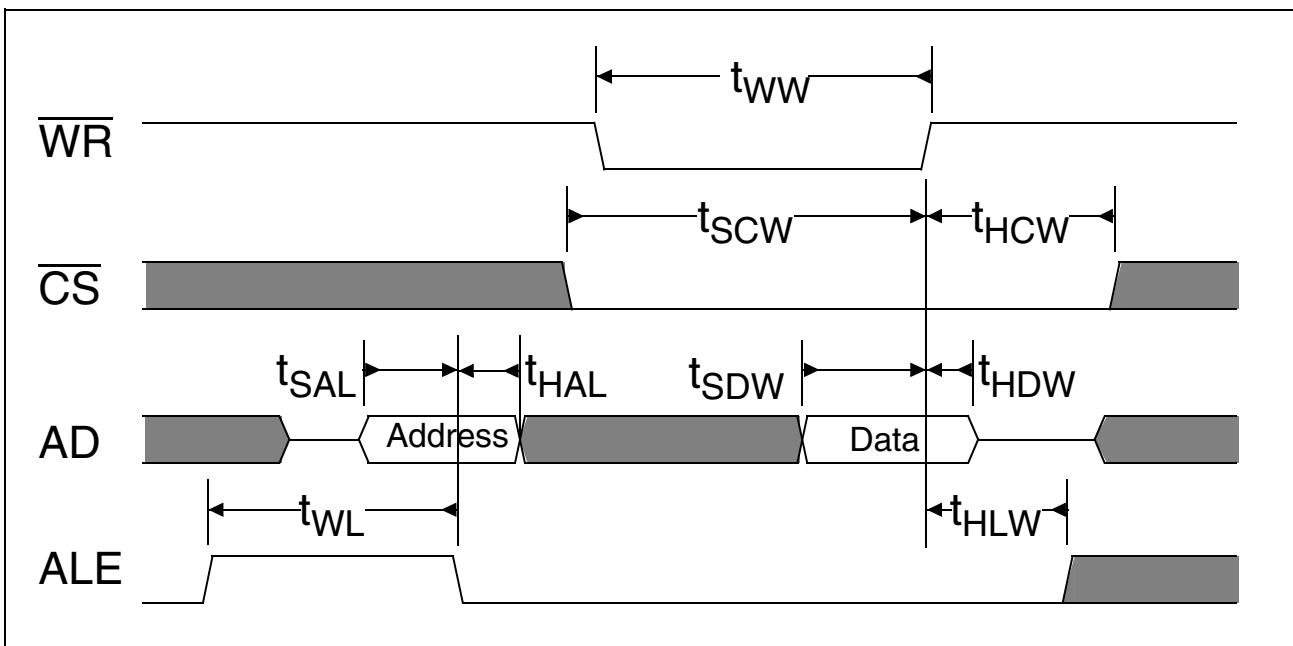 tWW
WR
tSCW
tHCW
CS
tSAL
tHAL
tSDW
tHDW
AD
Address
Data
tWL
tHLW
ALE